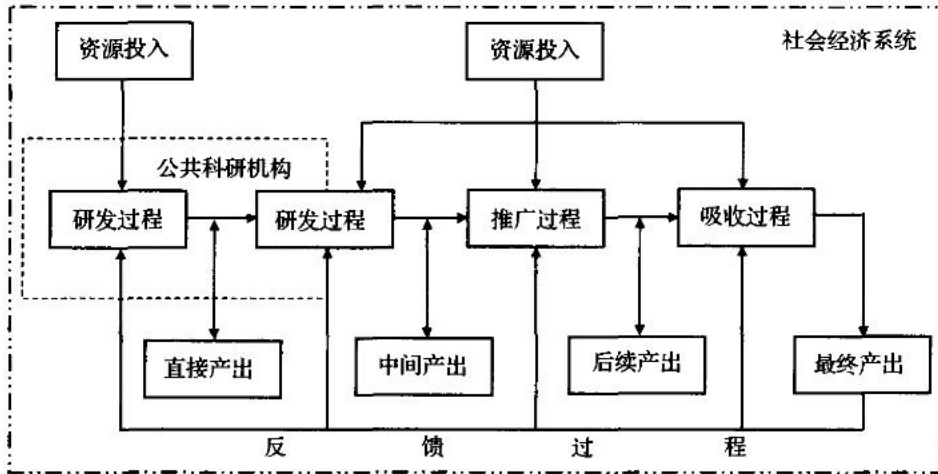 资源投入
资源投入
社会经济系统
公共科研机构
研发过程
研发过程
推广过程
吸收过程
直接产出
中间产出
后续产出
最终产出
反馈过程